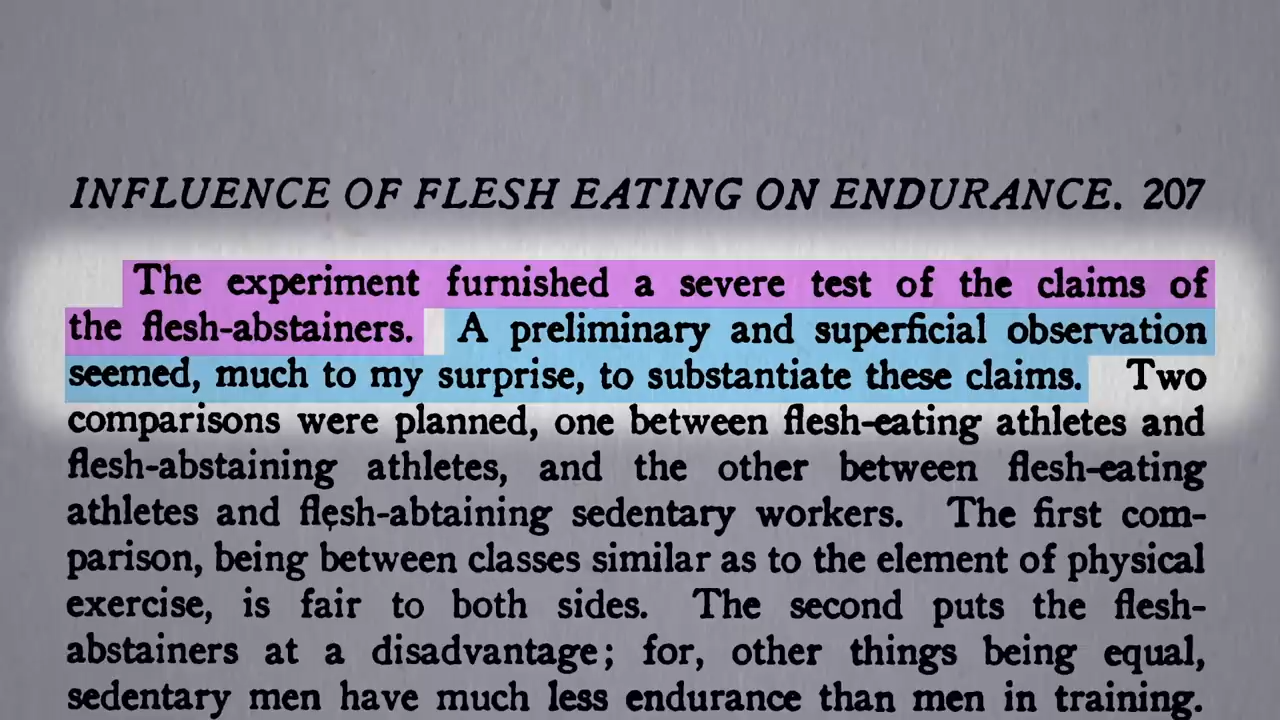 INFLUENCE OF FLESH EATING ON ENDURANCE. 207
The experiment furnished a severe test of the claims of
the flesh-abstainers. A preliminary and superficial observation
seemed, much to my surprise, to substantiate these claims. Two
comparisons were planned, one between flesh-eating athletes and
flesh-abstaining athletes, and the other between flesh-eating
athletes and flesh-abtaining sedentary workers. The first com-
parison, being between classes similar as to the element of physical
exercise, is fair to both sides. The second puts the flesh-
abstainers at a disadvantage; for, other things being equal,
sedentary men have much less endurance than men in training.